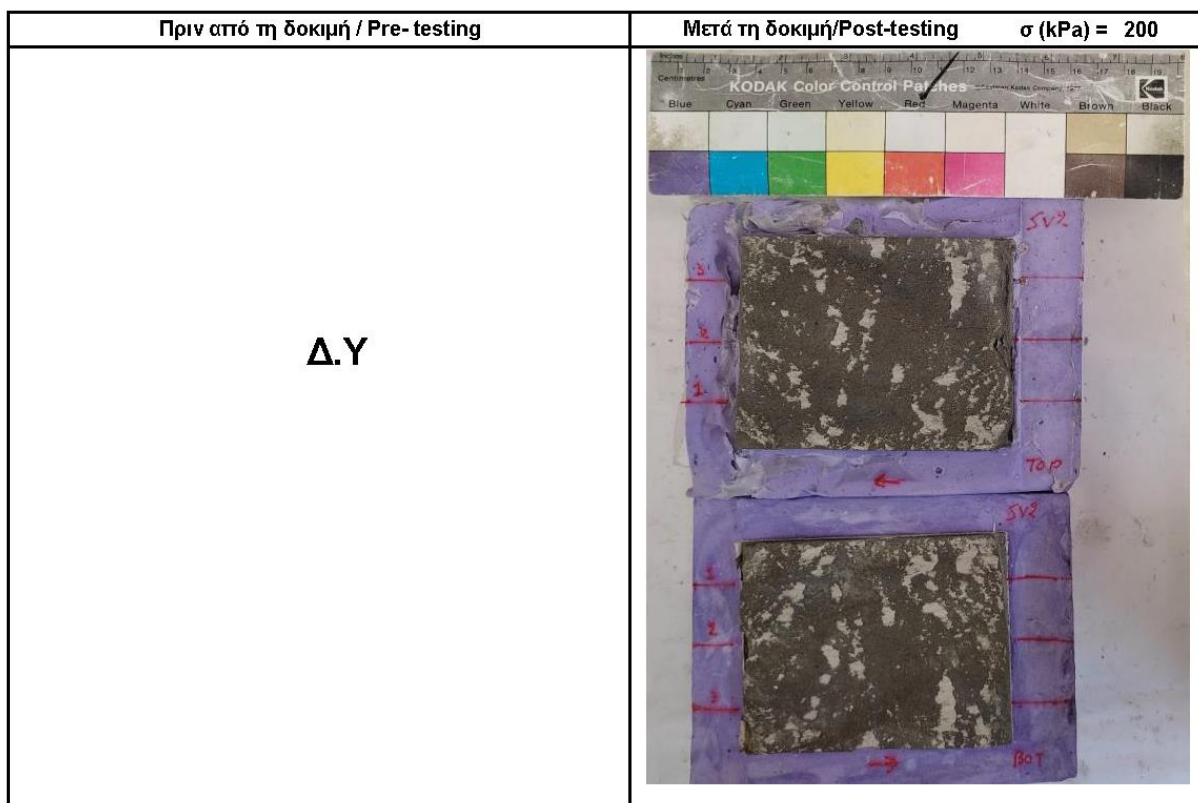 Πριν από τη δοκιμή / Pre- testing
Μετά τη δοκιμή/Post-testing σ (kPa) = 200
Δ.Υ
Inches
Centimetres
KODAK Color Control Patches
Kodak
Blue Cyan Green Yellow Red Magenta White Brown Black
SV2
3
2
1
TOP
SV2
1
2
3
BOT